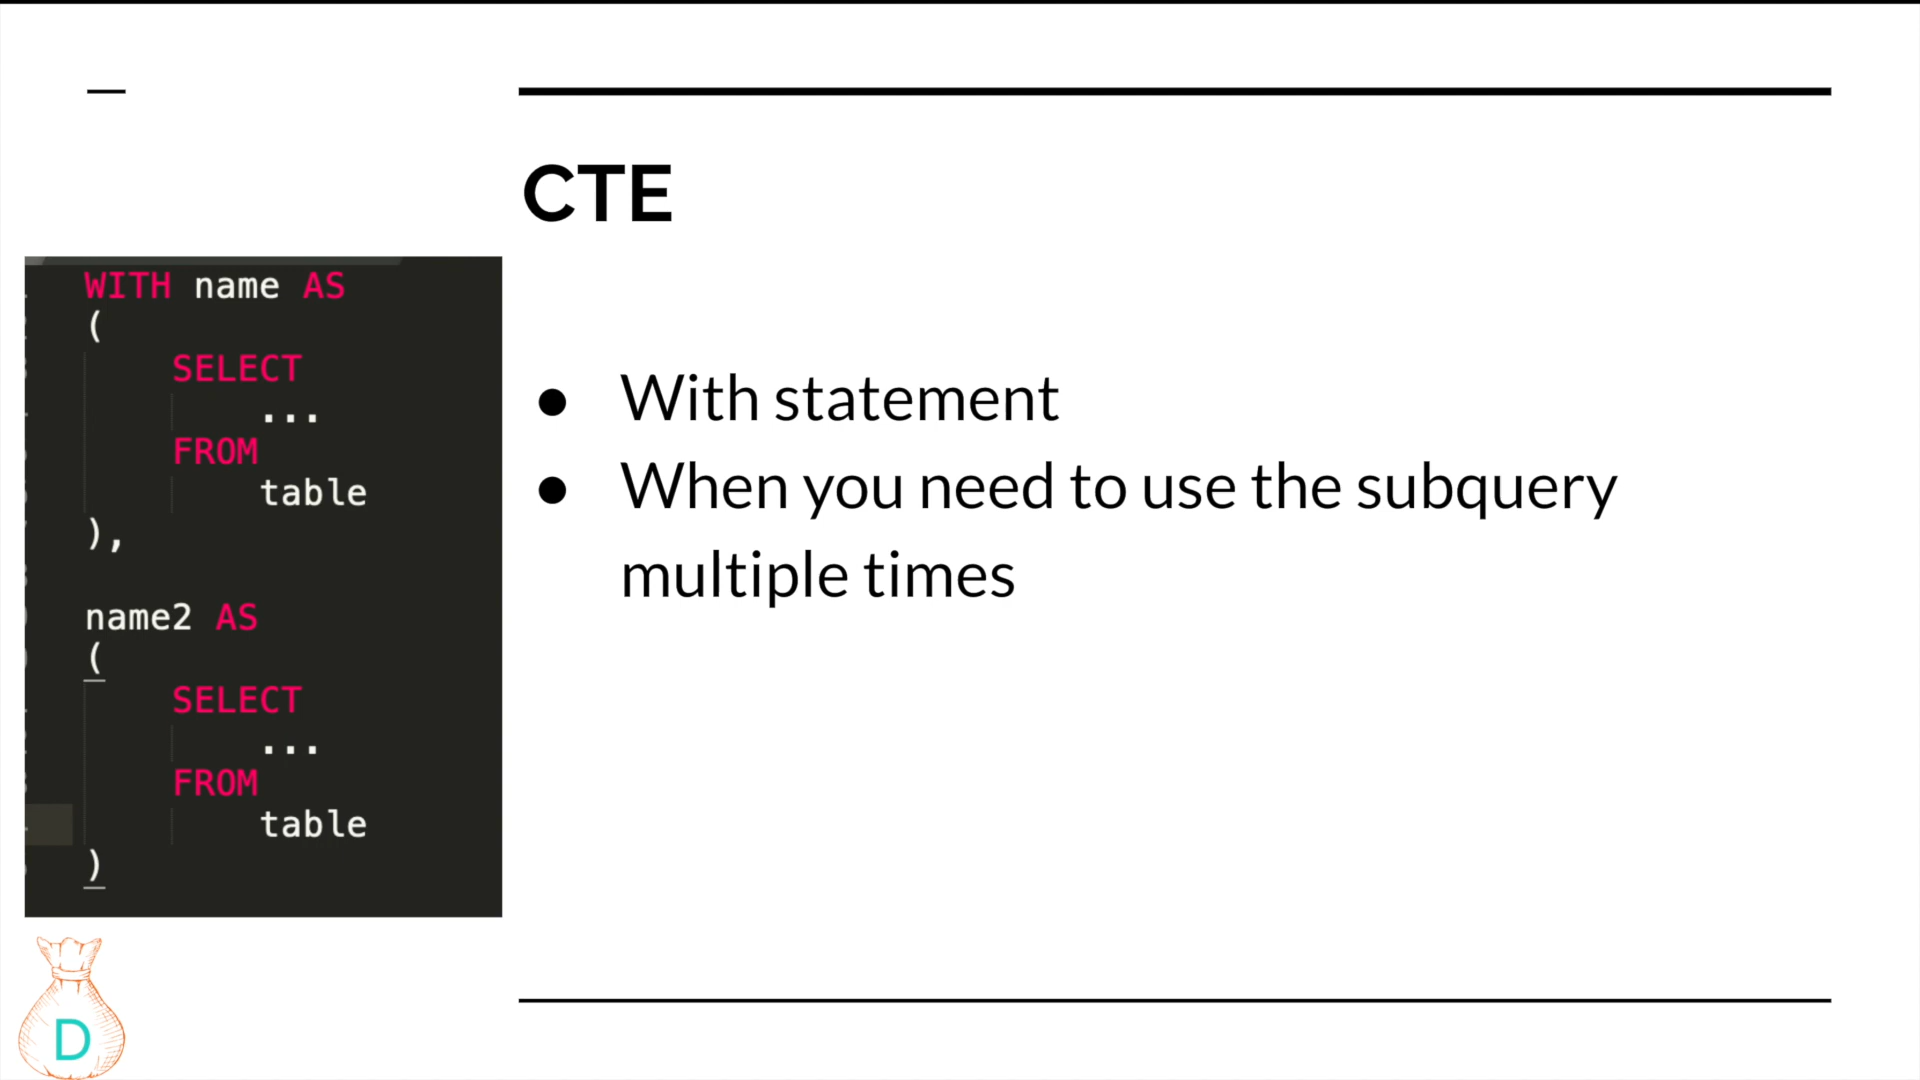 CTE
WITH name AS
(
SELECT
...
FROM
table
),
name2 AS
(
SELECT
...
FROM
table
)
● With statement
● When you need to use the subquery
multiple times
D